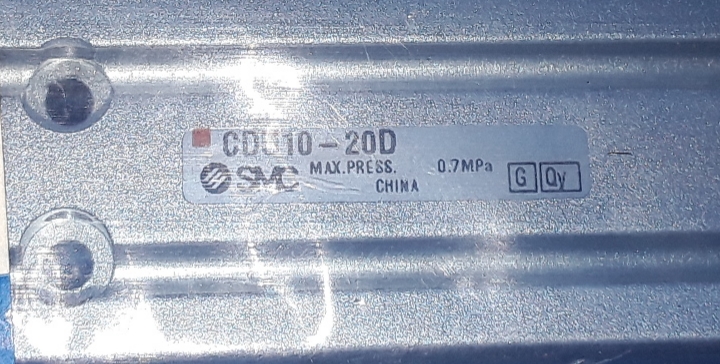 CDU10-20D
SMC MAX.PRESS. 0.7MPa
CHINA G Qy